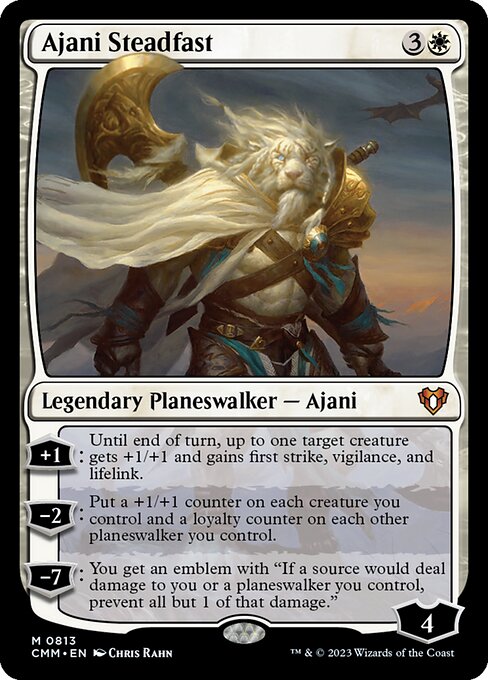 Ajani Steadfast 3
Legendary Planeswalker — Ajani
+1: Until end of turn, up to one target creature
gets +1/+1 and gains first strike, vigilance, and
lifelink.
−2: Put a +1/+1 counter on each creature you
control and a loyalty counter on each other
planeswalker you control.
−7: You get an emblem with “If a source would deal
damage to you or a planeswalker you control,
prevent all but 1 of that damage.”
4
M 0813
CMM • EN Chris Rahn
™ & © 2023 Wizards of the Coast